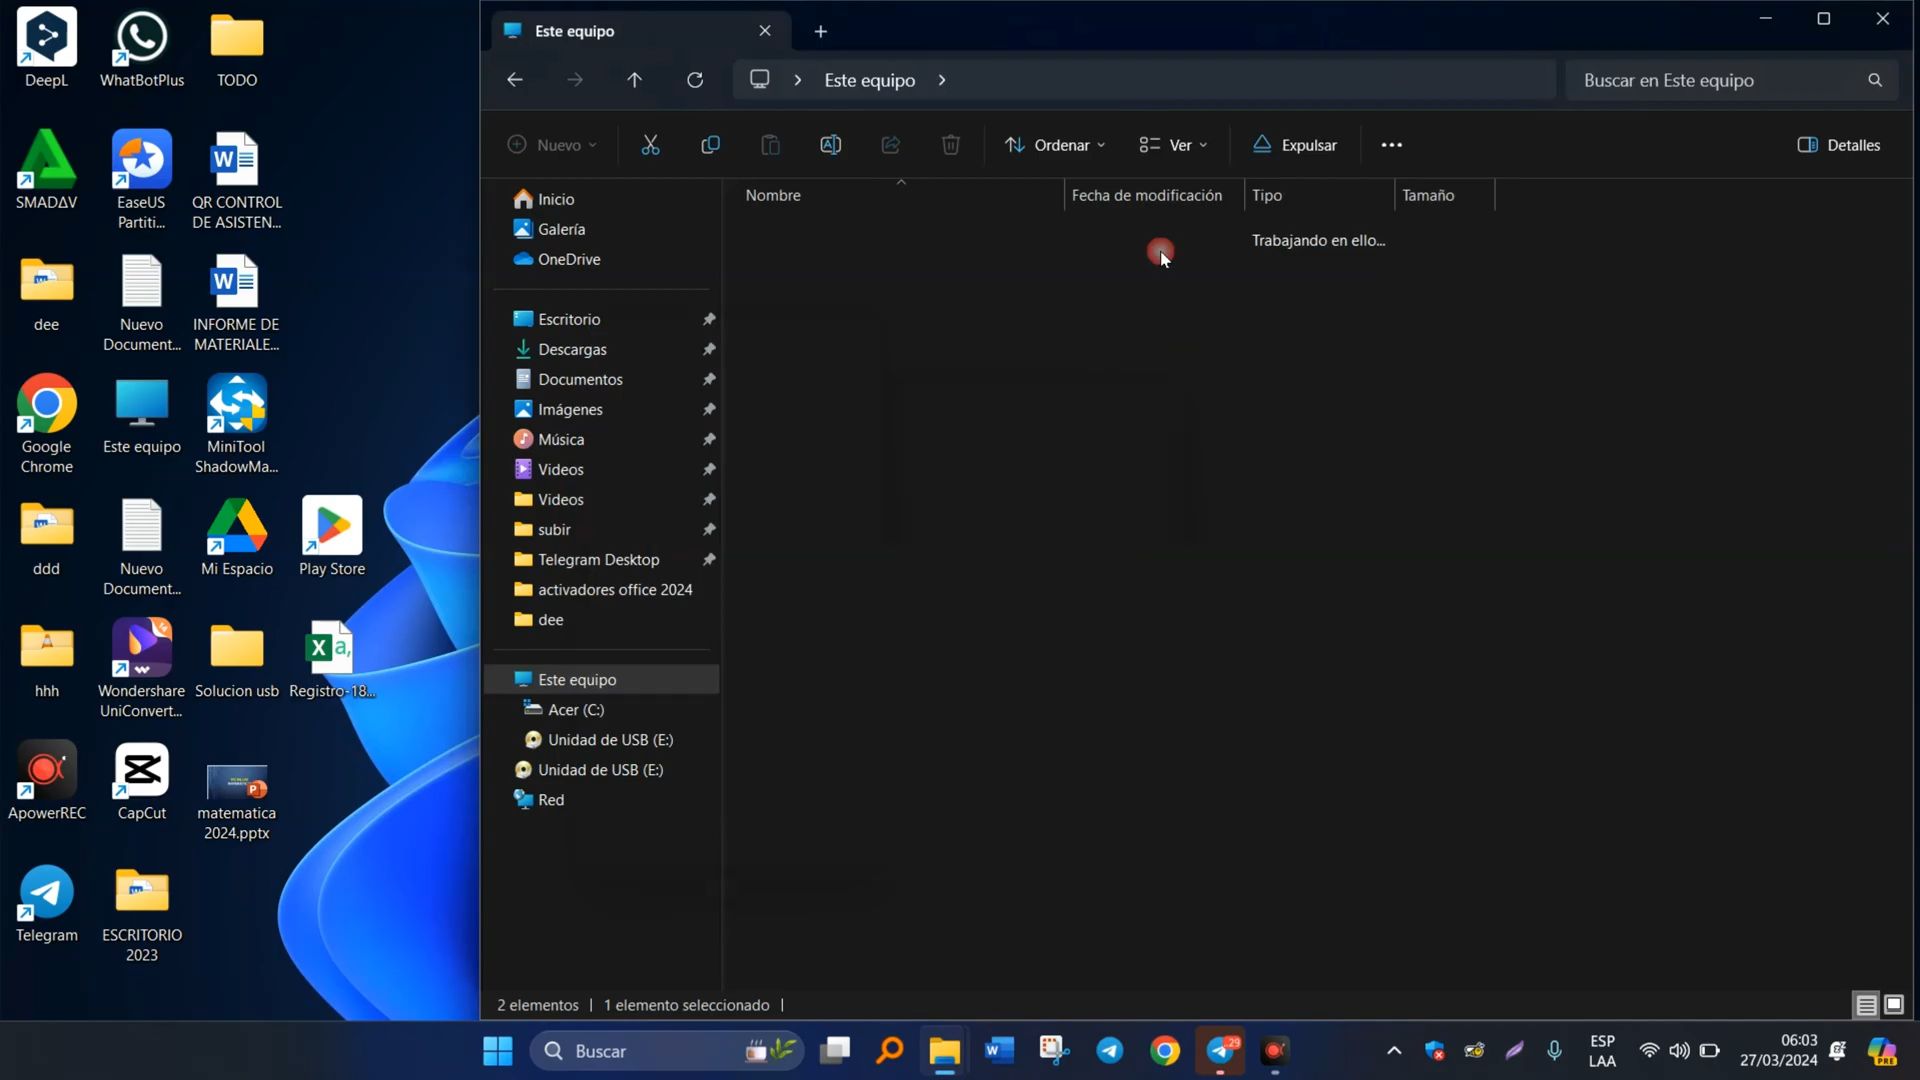 DeepL
WhatBotPlus
TODO
SMADΔV
EaseUS
Partiti...
QR CONTROL
DE ASISTEN...
dee
Nuevo
Document...
INFORME DE
MATERIALE...
Google
Chrome
Este equipo
MiniTool
ShadowMa...
ddd
Nuevo
Document...
Mi Espacio
Play Store
hhh
Wondershare
UniConvert...
Solucion usb
Registro-18...
ApowerREC
CapCut
matematica
2024.pptx
Telegram
ESCRITORIO
2023
Este equipo
Este equipo
Buscar en Este equipo
Nuevo
Ordenar
Ver
Expulsar
Detalles
Nombre
Fecha de modificación
Tipo
Tamaño
Trabajando en ello...
Inicio
Galería
OneDrive
Escritorio
Descargas
Documentos
Imágenes
Música
Videos
Videos
subir
Telegram Desktop
activadores office 2024
dee
Este equipo
Acer (C:)
Unidad de USB (E:)
Unidad de USB (E:)
Red
2 elementos
1 elemento seleccionado
Buscar
29
ESP
LAA
06:03
27/03/2024
PRE